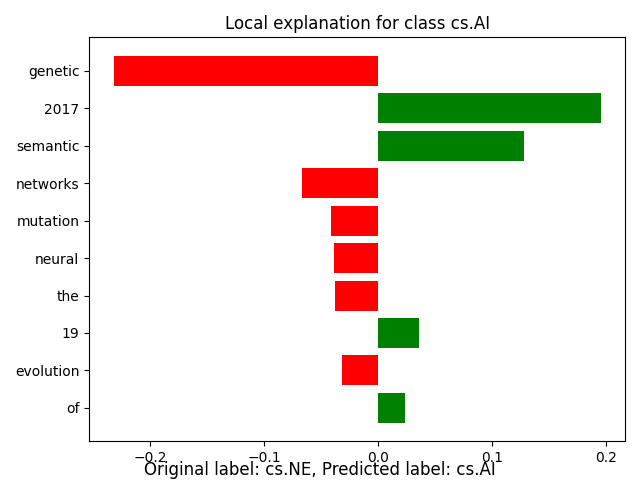 Local explanation for class cs.AI
genetic
2017
semantic
networks
mutation
neural
the
19
evolution
of
−0.2 −0.1 0.0 0.1 0.2
Original label: cs.NE, Predicted label: cs.AI